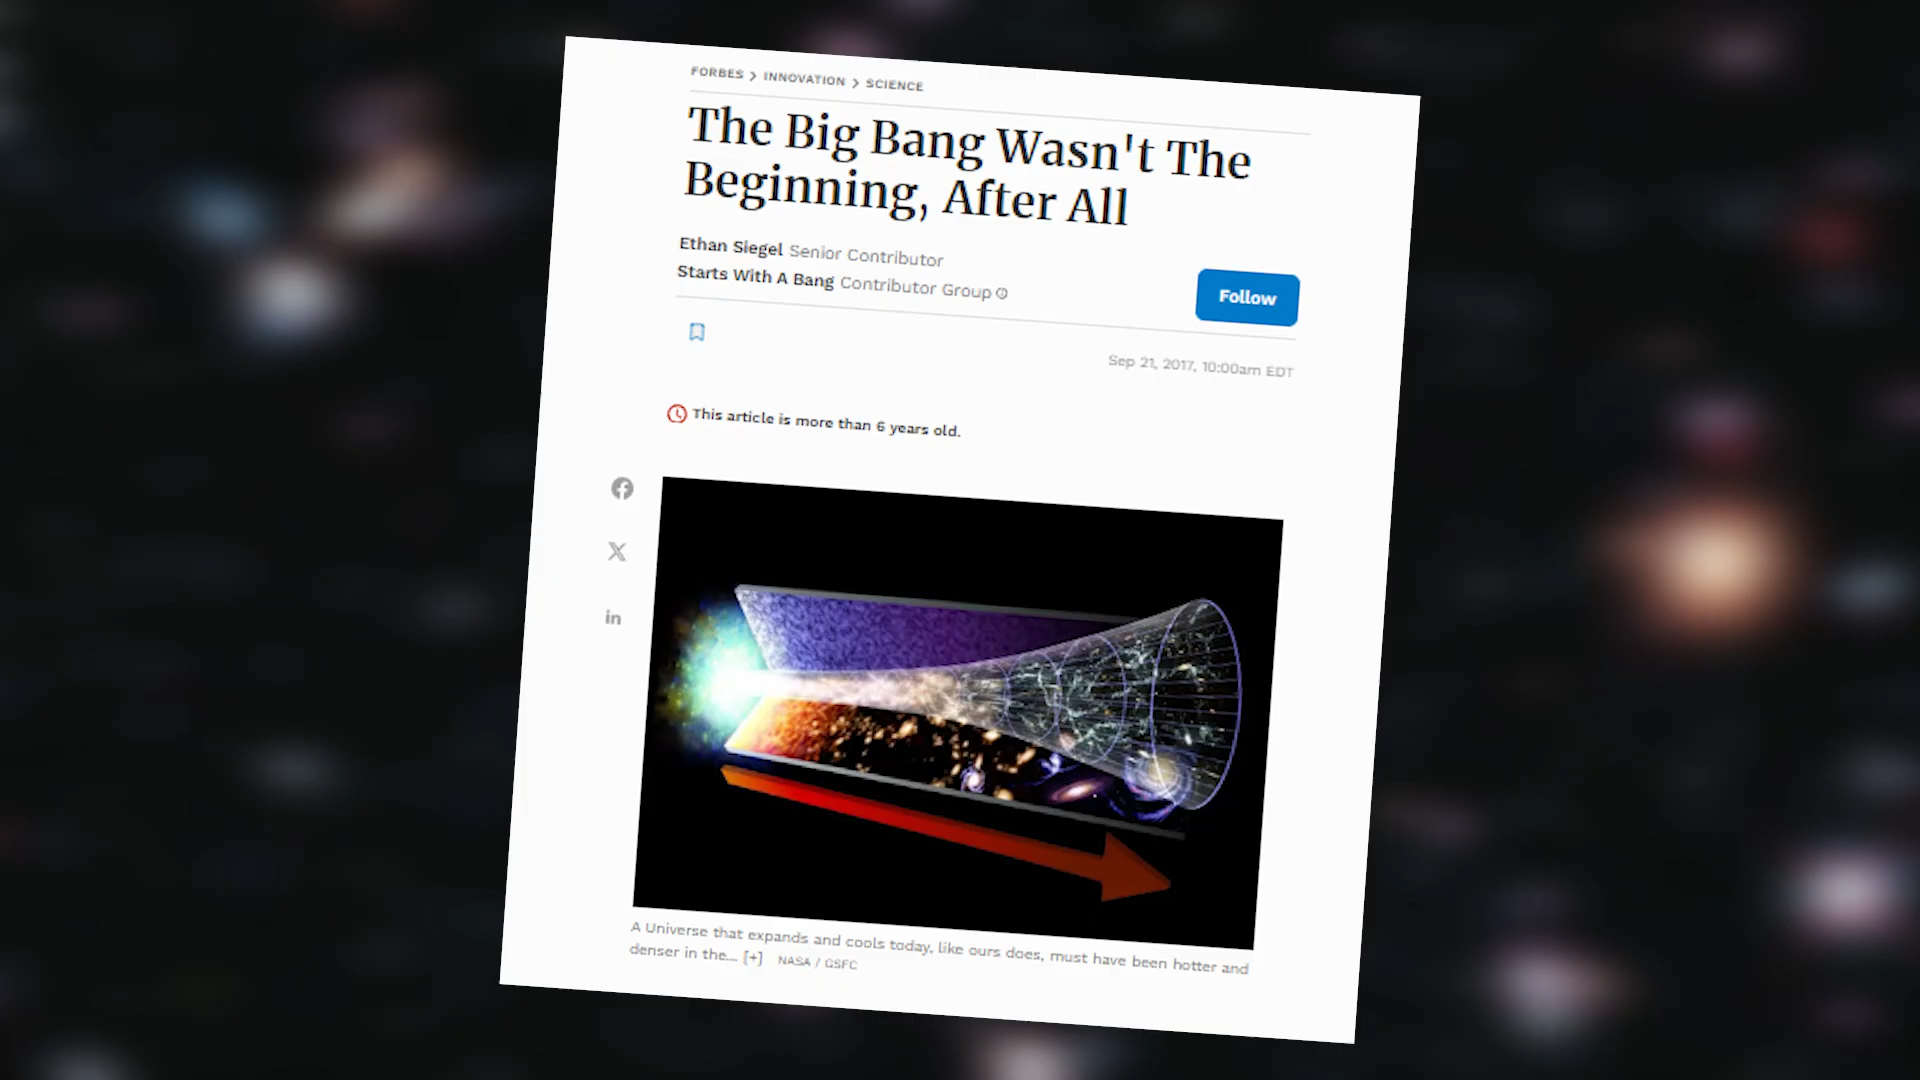 FORBES > INNOVATION > SCIENCE
The Big Bang Wasn't The
Beginning, After All
Ethan Siegel Senior Contributor
Starts With A Bang Contributor Group
Follow
Sep 21, 2017, 10:00am EDT
This article is more than 6 years old.
A Universe that expands and cools today, like ours does, must have been hotter and
denser in the... [+] NASA / GSFC